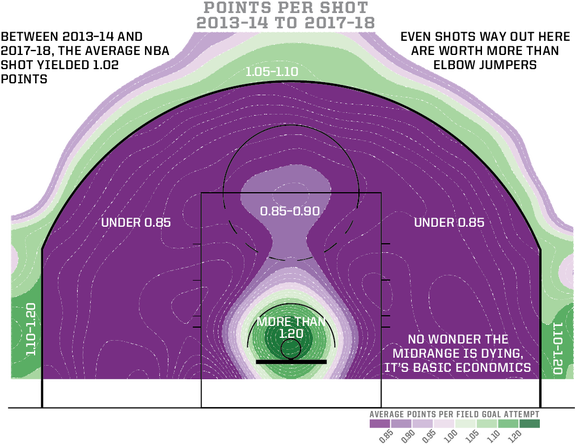 POINTS PER SHOT
2013-14 TO 2017-18
BETWEEN 2013-14 AND
2017-18, THE AVERAGE NBA
SHOT YIELDED 1.02
POINTS
EVEN SHOTS WAY OUT HERE
ARE WORTH MORE THAN
ELBOW JUMPERS
1.05-1.10
UNDER 0.85
0.85-0.90
UNDER 0.85
1.10-1.20
MORE THAN
1.20
1.10-1.20
NO WONDER THE
MIDRANGE IS DYING,
IT'S BASIC ECONOMICS
AVERAGE POINTS PER FIELD GOAL ATTEMPT
0.85 0.90 0.95 1.00 1.05 1.10 1.20